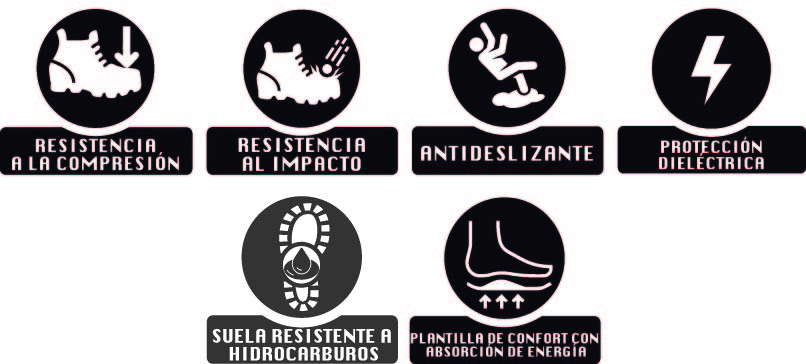 RESISTENCIA
A LA COMPRESIÓN
RESISTENCIA
AL IMPACTO
ANTIDESLIZANTE
PROTECCIÓN
DIELÉCTRICA
SUELA RESISTENTE A
HIDROCARBUROS
PLANTILLA DE CONFORT CON
ABSORCIÓN DE ENERGÍA